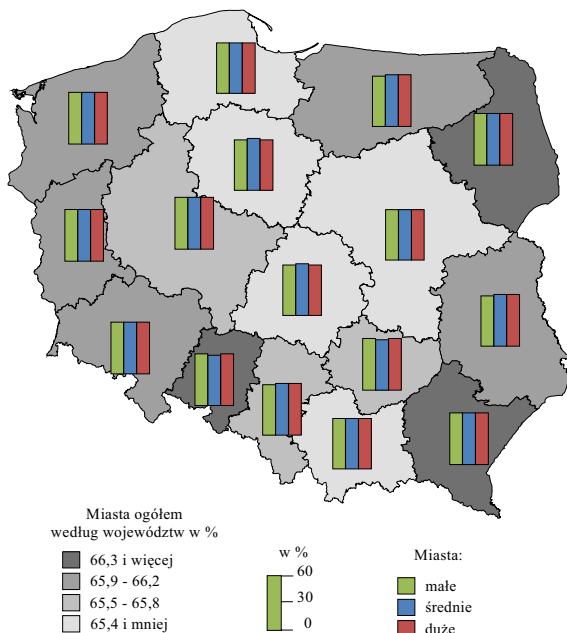 Miasta ogółem
według województw w %
66,3 i więcej
65,9 - 66,2
65,5 - 65,8
65,4 i mniej
w %
60
30
0
Miasta:
małe
średnie
duże